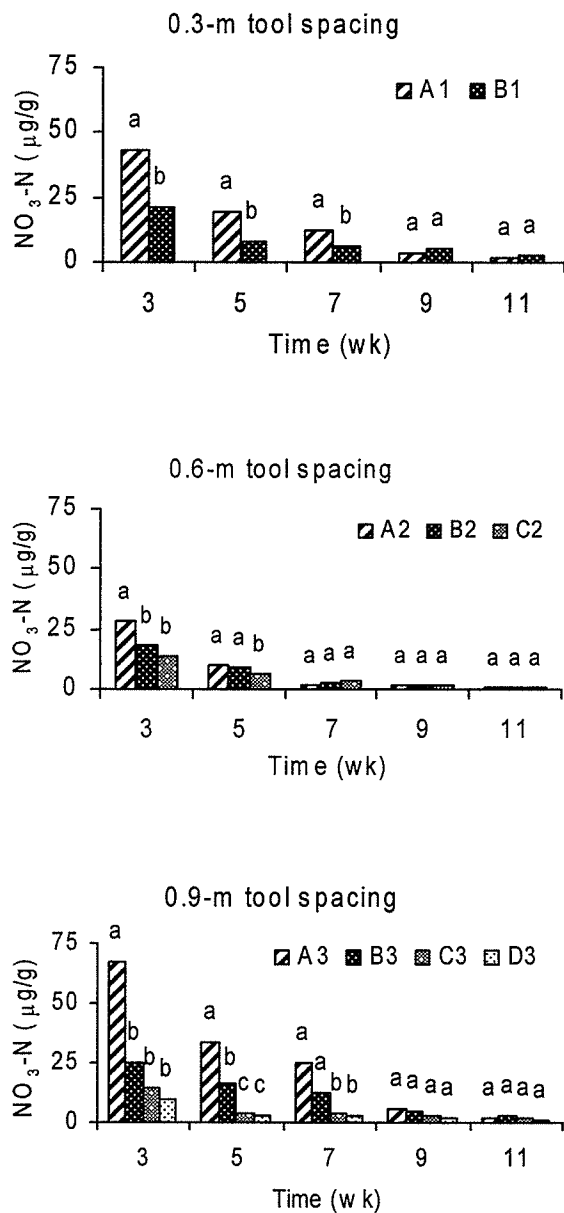 0.3-m tool spacing
75
50
25
0
NO3-N (µg/g)
A1 B1
a
b
a
b
a
b
a a
a a
3 5 7 9 11
Time (wk)
0.6-m tool spacing
75
50
25
0
NO3-N (µg/g)
A2 B2 C2
a
b b
a a
b
a a a
a a a
a a a
3 5 7 9 11
Time (wk)
0.9-m tool spacing
75
50
25
0
NO3-N (µg/g)
A3 B3 C3 D3
a
b
b
b
a
b
c c
a
a
b b
a a a a
a a a a
3 5 7 9 11
Time (wk)